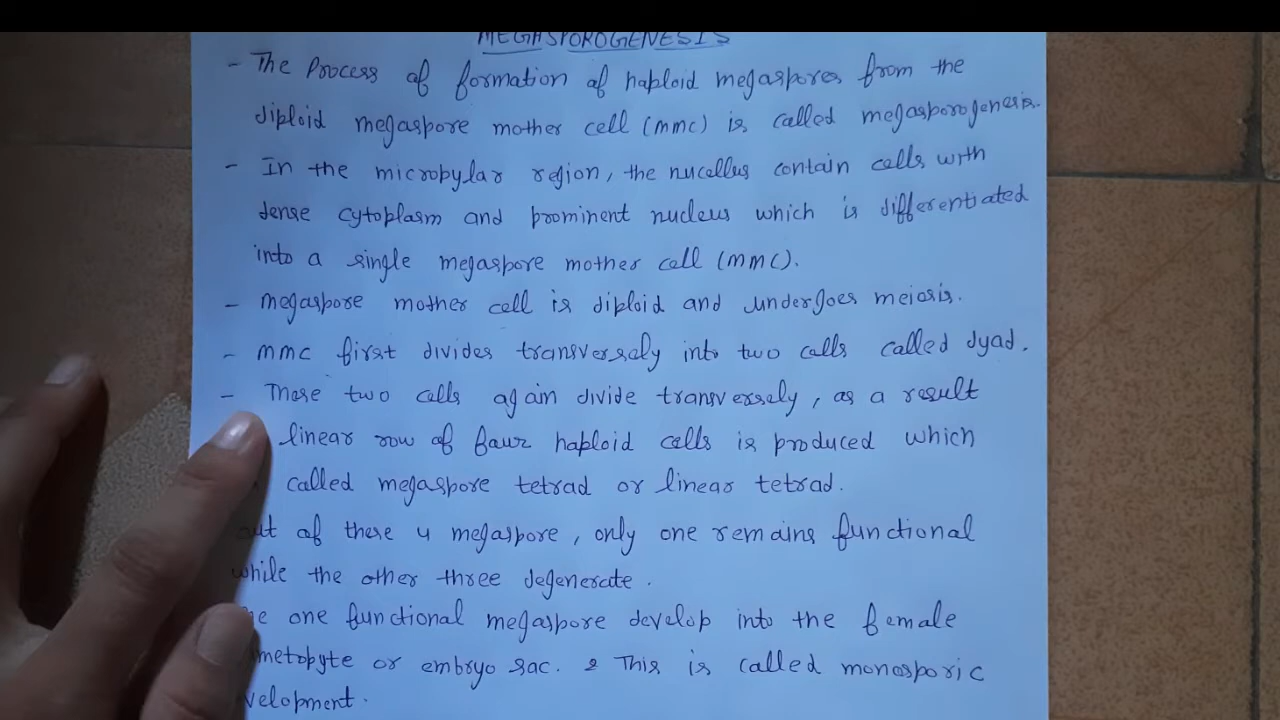 MEGASPOROGENESIS
- The Process of formation of haploid megaspores from the
diploid megaspore mother cell (mmc) is called megasporogenesis.
- In the micropylar region, the nucellus contain cells with
dense cytoplasm and prominent nucleus which is differentiated
into a single megaspore mother cell (mmc).
- megaspore mother cell is diploid and undergoes meiosis.
- mmc first divides transversely into two cells called dyad.
- These two cells again divide transversely, as a result
linear row of four haploid cells is produced which
called megaspore tetrad or linear tetrad.
out of these 4 megaspore, only one remains functional
while the other three degenerate.
one functional megaspore develop into the female
metopyte or embryo sac. & This is called monosporic
velopment.